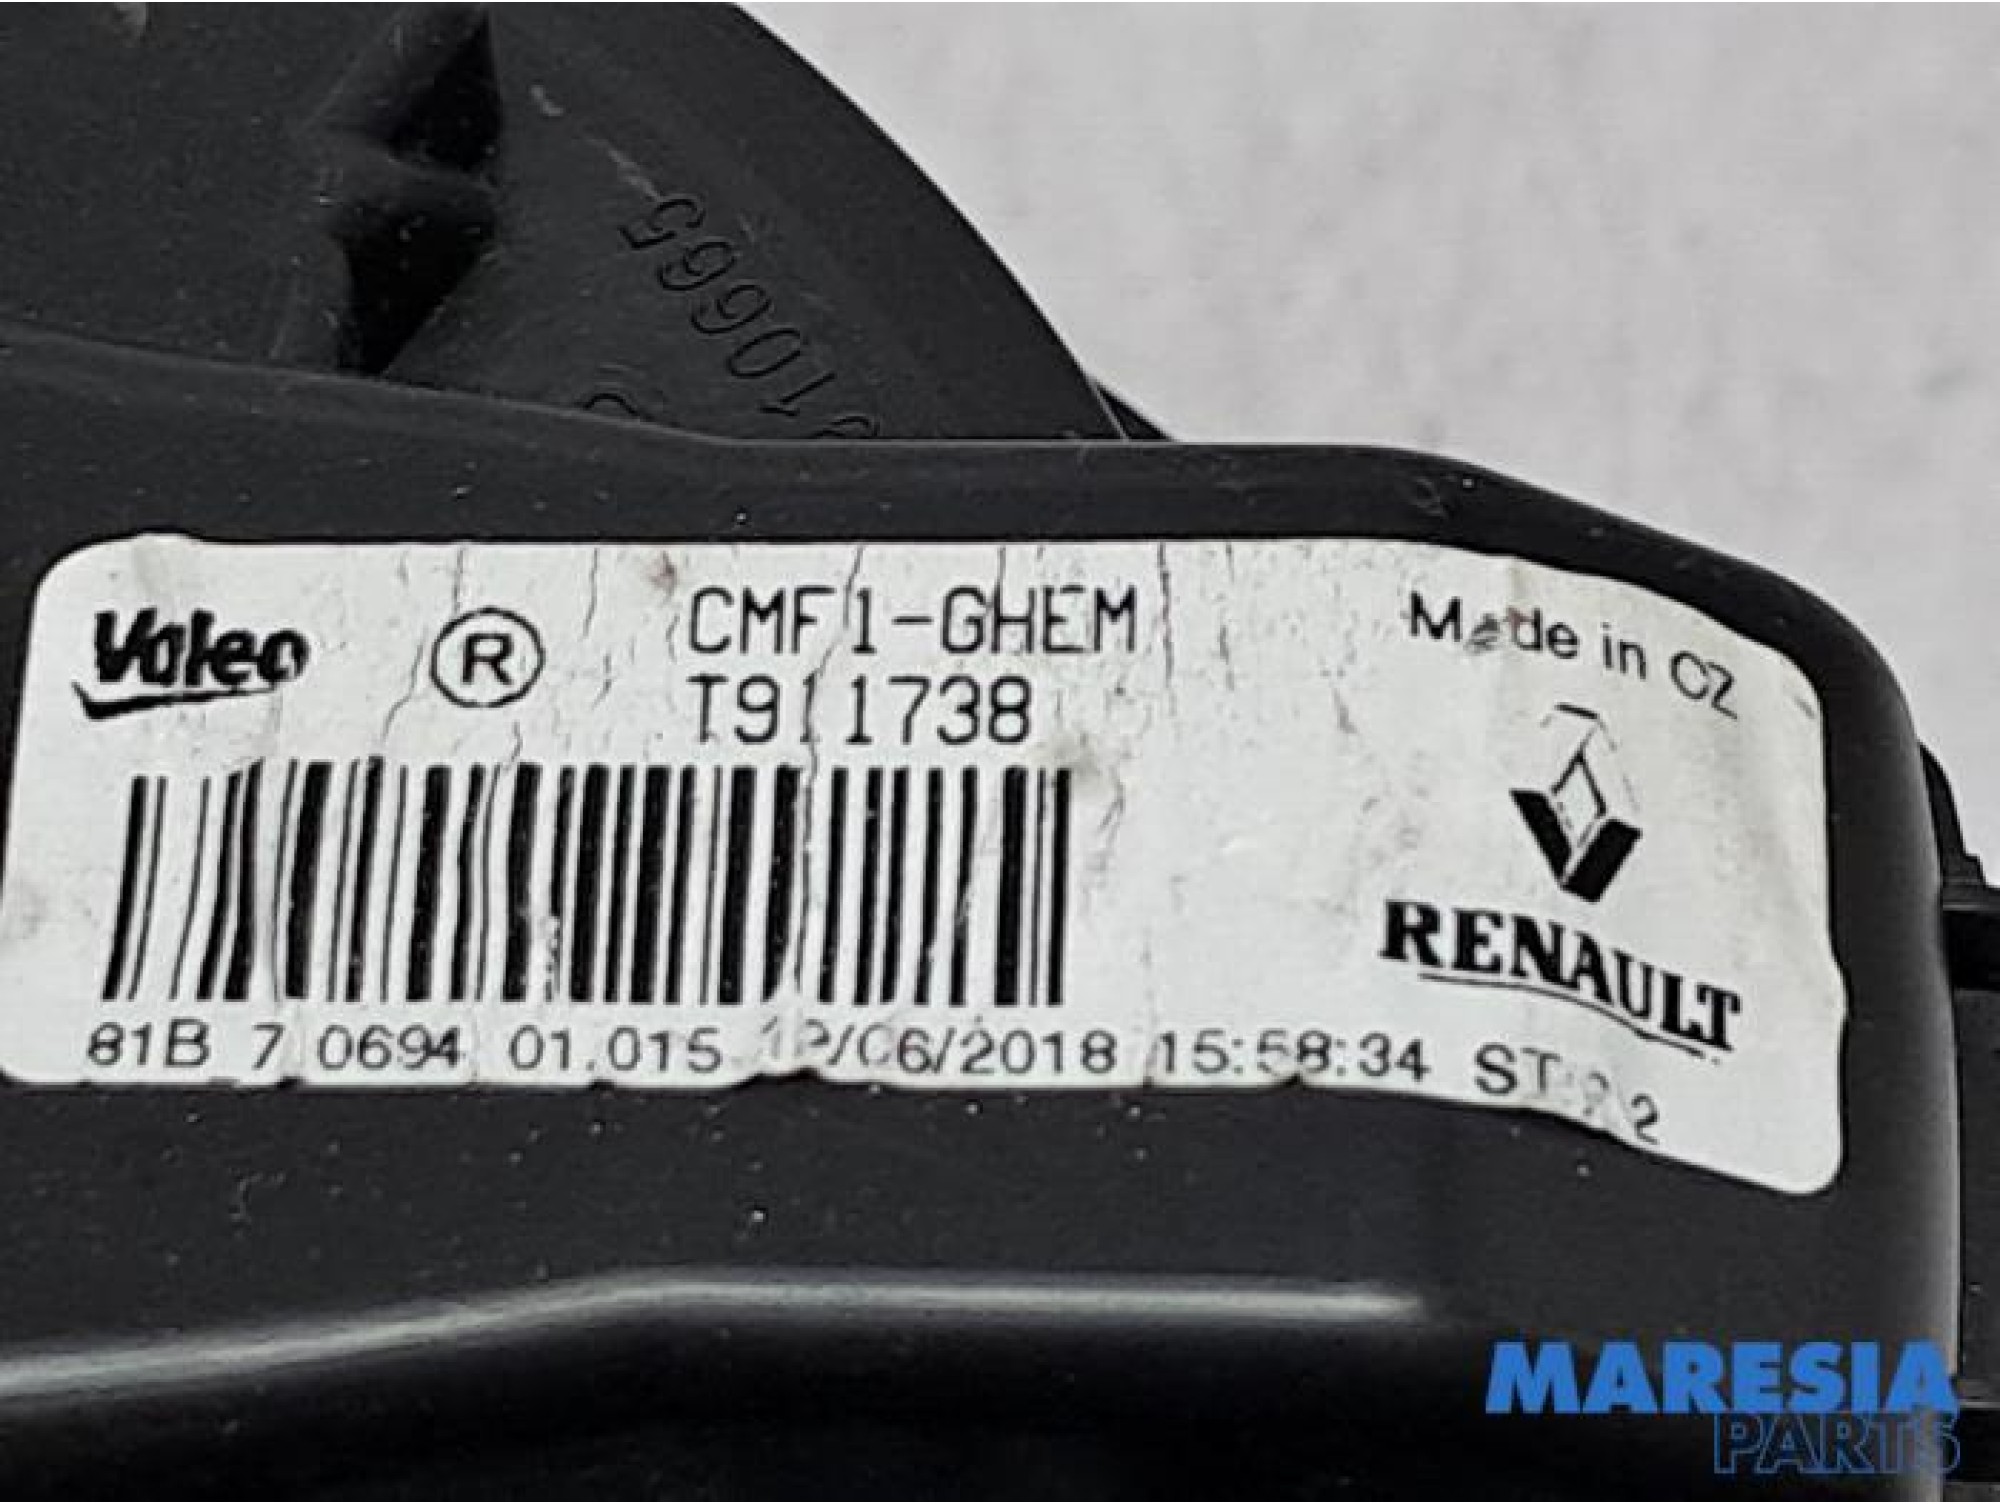 10665
Valeo ® CMF1-GHEM
T911738
Made in CZ
RENAULT
81B 7 0694 01.015 12/06/2018 15:58:34 ST
MARESIA
PARTS